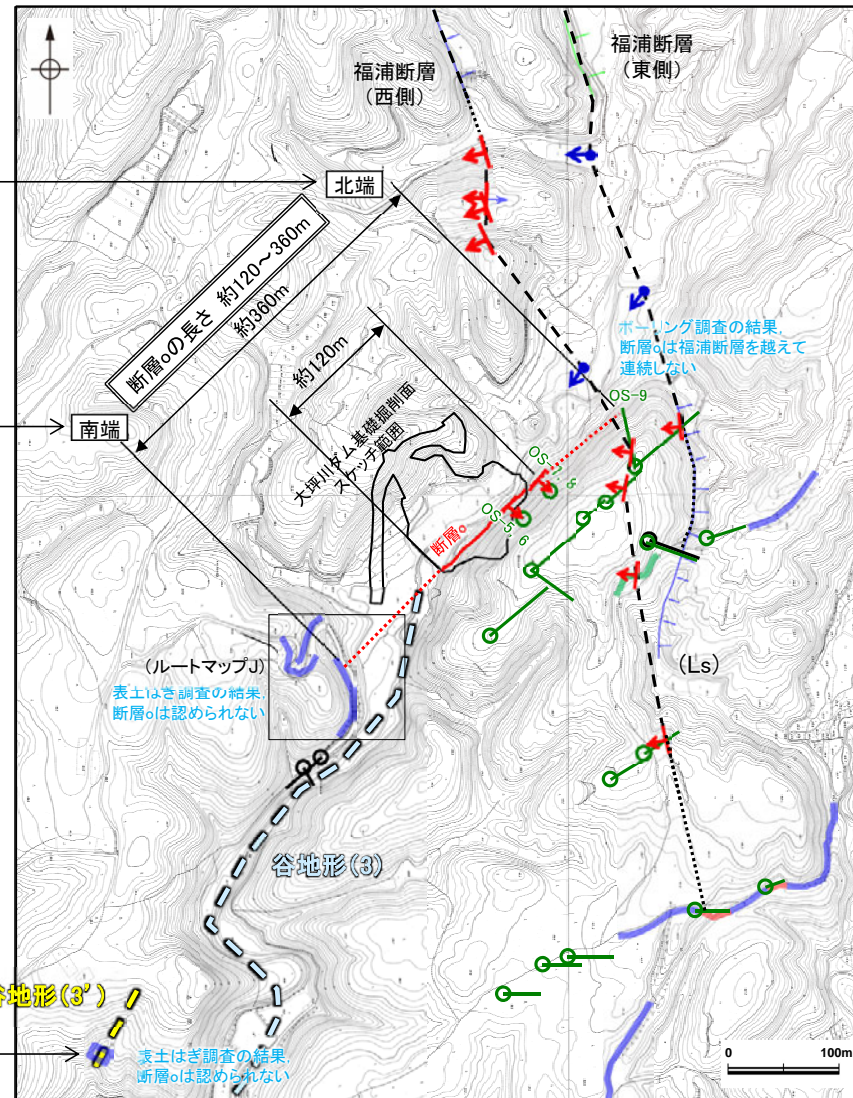 福浦断層
(西側)
福浦断層
(東側)
北端
断層oの長さ 約120～360m
約360m
約120m
ボーリング調査の結果,
断層oは福浦断層を越えて
連続しない
南端
大坪川ダム基礎掘削面
スケッチ範囲
OS-9
OS-7, 8
OS-5, 6
断層o
(ルートマップJ)
表土はぎ調査の結果,
断層oは認められない
(Ls)
谷地形(3)
谷地形(3')
表土はぎ調査の結果,
断層oは認められない
0 100m